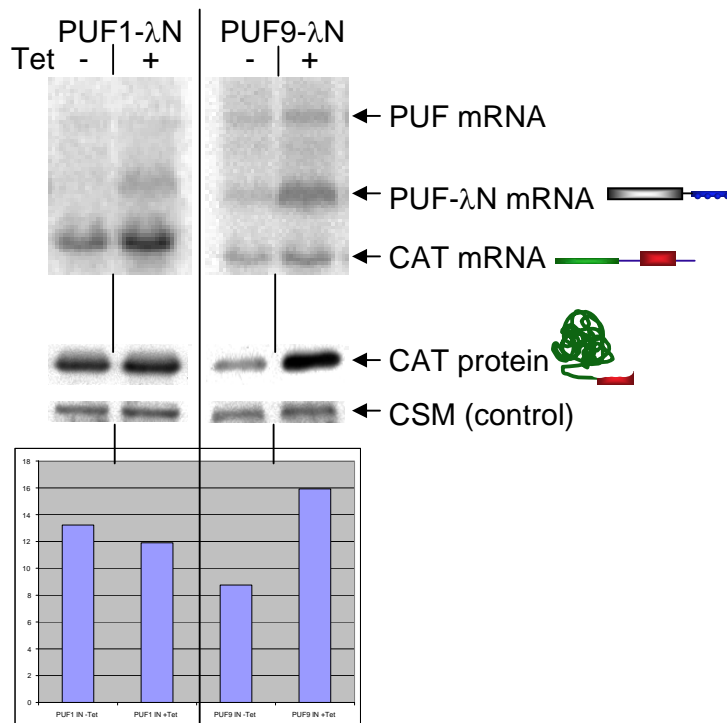 PUF1-λN PUF9-λN
Tet - + - +
PUF mRNA
PUF-λN mRNA
CAT mRNA
CAT protein
CSM (control)
18
16
14
12
10
8
6
4
2
0
PUF1 IN -Tet PUF1 IN +Tet PUF9 IN -Tet PUF9 IN +Tet